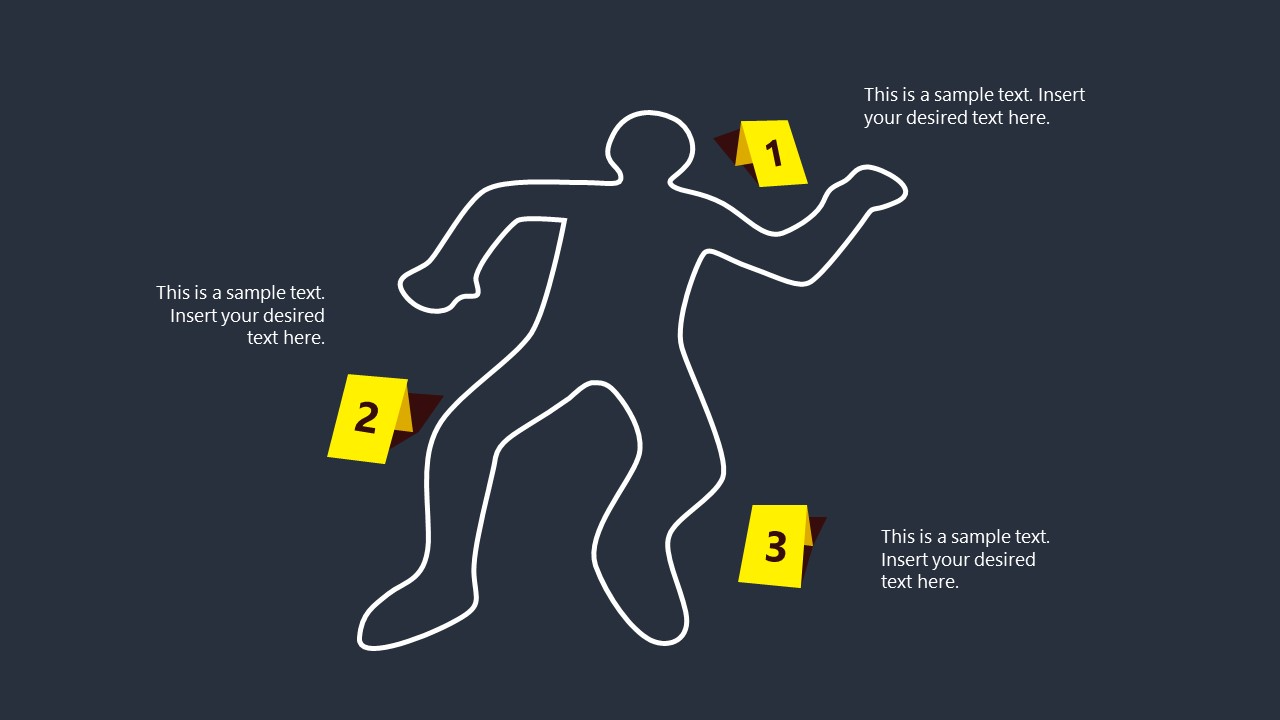 This is a sample text. Insert
your desired text here.
1
This is a sample text.
Insert your desired
text here.
2
3
This is a sample text.
Insert your desired
text here.